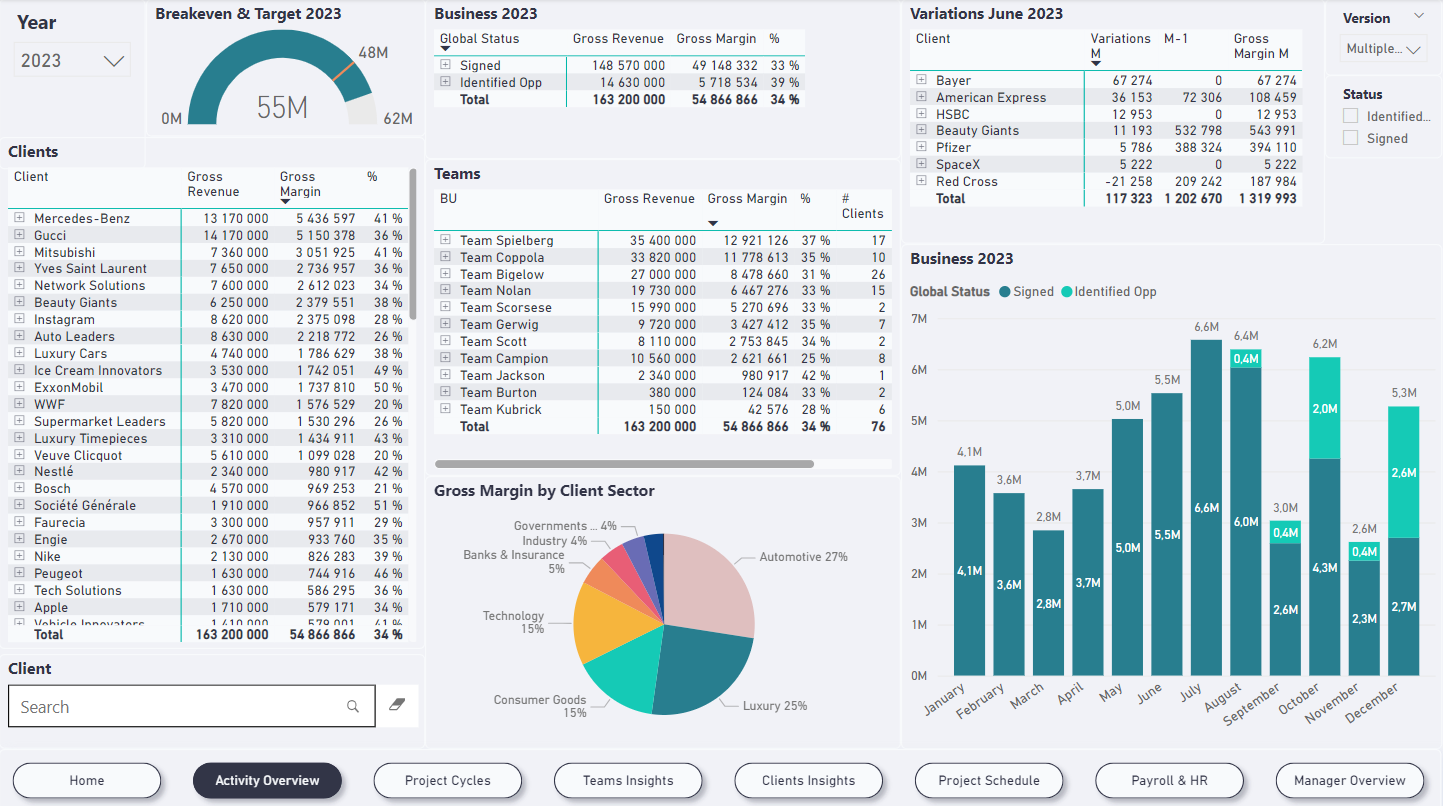 Year
2023
Breakeven & Target 2023
48M
55M
0M
62M
Clients
Client Gross Revenue Gross Margin %
Mercedes-Benz 13 170 000 5 436 597 41 %
Gucci 14 170 000 5 150 378 36 %
Mitsubishi 7 360 000 3 051 925 41 %
Yves Saint Laurent 7 650 000 2 736 957 36 %
Network Solutions 7 600 000 2 612 023 34 %
Beauty Giants 6 250 000 2 379 551 38 %
Instagram 8 620 000 2 375 098 28 %
Auto Leaders 8 630 000 2 218 772 26 %
Luxury Cars 4 740 000 1 786 629 38 %
Ice Cream Innovators 3 530 000 1 742 051 49 %
ExxonMobil 3 470 000 1 737 810 50 %
WWF 7 820 000 1 576 529 20 %
Supermarket Leaders 5 820 000 1 530 296 26 %
Luxury Timepieces 3 310 000 1 434 911 43 %
Veuve Clicquot 5 610 000 1 099 028 20 %
Nestlé 2 340 000 980 917 42 %
Bosch 4 570 000 969 253 21 %
Société Générale 1 910 000 966 852 51 %
Faurecia 3 300 000 957 911 29 %
Engie 2 670 000 933 760 35 %
Nike 2 130 000 826 283 39 %
Peugeot 1 630 000 744 916 46 %
Tech Solutions 1 630 000 586 295 36 %
Apple 1 710 000 579 171 34 %
Vehicle Innovators 1 410 000 41 %
Total 163 200 000 54 866 866 34 %
Client
Search
Business 2023
Global Status Gross Revenue Gross Margin %
Signed 148 570 000 49 148 332 33 %
Identified Opp 14 630 000 5 718 534 39 %
Total 163 200 000 54 866 866 34 %
Teams
BU Gross Revenue Gross Margin % # Clients
Team Spielberg 35 400 000 12 921 126 37 % 17
Team Coppola 33 820 000 11 778 613 35 % 10
Team Bigelow 27 000 000 8 478 660 31 % 26
Team Nolan 19 730 000 6 467 276 33 % 15
Team Scorsese 15 990 000 5 270 696 33 % 2
Team Gerwig 9 720 000 3 427 412 35 % 7
Team Scott 8 110 000 2 753 845 34 % 2
Team Campion 10 560 000 2 621 661 25 % 8
Team Jackson 2 340 000 980 917 42 % 1
Team Burton 380 000 124 084 33 % 2
Team Kubrick 150 000 42 576 28 % 6
Total 163 200 000 54 866 866 34 % 76
Gross Margin by Client Sector
Governments ... 4%
Industry 4%
Banks & Insurance 5%
Technology 15%
Consumer Goods 15%
Automotive 27%
Luxury 25%
Variations June 2023
Client Variations M M-1 Gross Margin M
Bayer 67 274 0 67 274
American Express 36 153 72 306 108 459
HSBC 12 953 0 12 953
Beauty Giants 11 193 532 798 543 991
Pfizer 5 786 388 324 394 110
SpaceX 5 222 0 5 222
Red Cross -21 258 209 242 187 984
Total 117 323 1 202 670 1 319 993
Version
Multiple...
Status
Identified...
Signed
Business 2023
Global Status Signed Identified Opp
7M
6M
5M
4M
3M
2M
1M
0M
4,1M 3,6M 2,8M 3,7M 5,0M 5,5M 6,6M 6,4M 3,0M 6,2M 2,6M 5,3M
0,4M 0,4M 2,0M 0,4M 2,6M
4,1M 3,6M 2,8M 3,7M 5,0M 5,5M 6,6M 6,0M 2,6M 4,3M 2,3M 2,7M
January February March April May June July August September October November December
Home Activity Overview Project Cycles Teams Insights Clients Insights Project Schedule Payroll & HR Manager Overview